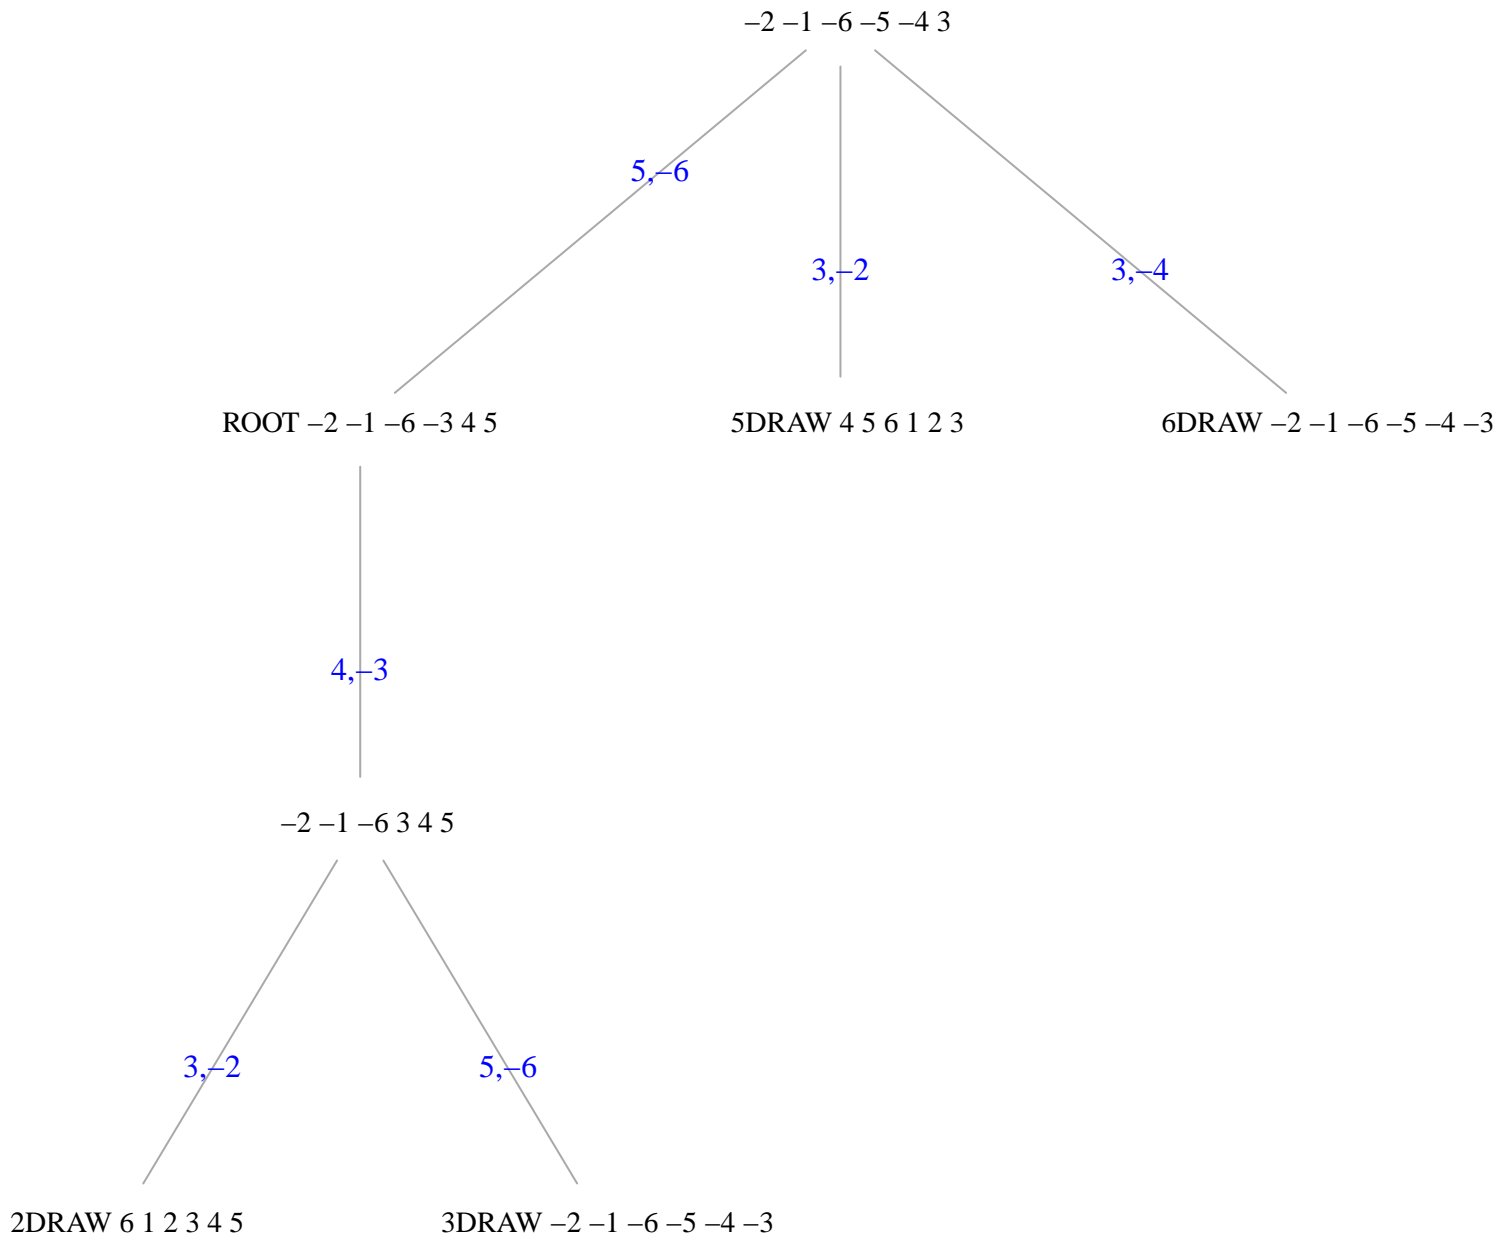 –2 –1 –6 –5 –4 3
5,–6
3,–2
3,–4
ROOT –2 –1 –6 –3 4 5
5DRAW 4 5 6 1 2 3
6DRAW –2 –1 –6 –5 –4 –3
4,–3
–2 –1 –6 3 4 5
3,–2
5,–6
2DRAW 6 1 2 3 4 5
3DRAW –2 –1 –6 –5 –4 –3